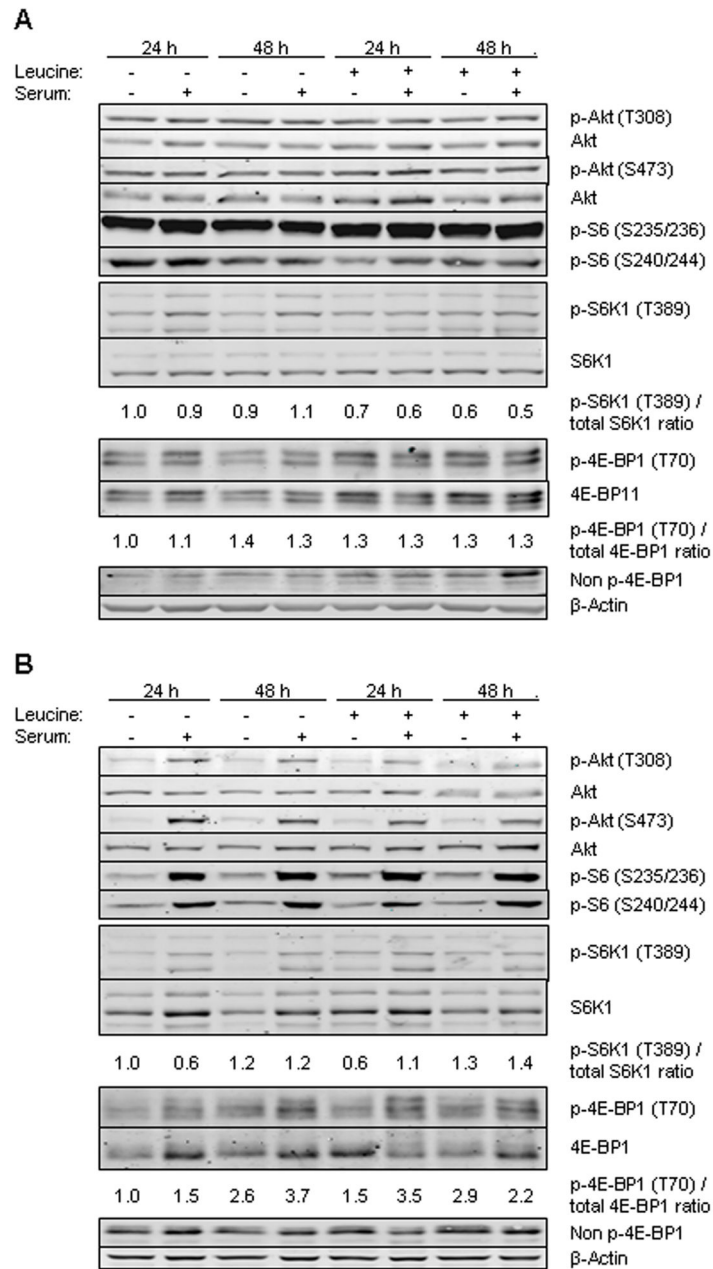 A
24 h 48 h 24 h 48 h .
Leucine: - - - - + + + +
Serum: - + - + - + - +
p-Akt (T308)
Akt
p-Akt (S473)
Akt
p-S6 (S235/236)
p-S6 (S240/244)
p-S6K1 (T389)
S6K1
1.0 0.9 0.9 1.1 0.7 0.6 0.6 0.5 p-S6K1 (T389) /
total S6K1 ratio
p-4E-BP1 (T70)
4E-BP11
1.0 1.1 1.4 1.3 1.3 1.3 1.3 1.3 p-4E-BP1 (T70) /
total 4E-BP1 ratio
Non p-4E-BP1
β-Actin
B
24 h 48 h 24 h 48 h .
Leucine: - - - - + + + +
Serum: - + - + - + - +
p-Akt (T308)
Akt
p-Akt (S473)
Akt
p-S6 (S235/236)
p-S6 (S240/244)
p-S6K1 (T389)
S6K1
1.0 0.6 1.2 1.2 0.6 1.1 1.3 1.4 p-S6K1 (T389) /
total S6K1 ratio
p-4E-BP1 (T70)
4E-BP1
1.0 1.5 2.6 3.7 1.5 3.5 2.9 2.2 p-4E-BP1 (T70) /
total 4E-BP1 ratio
Non p-4E-BP1
β-Actin